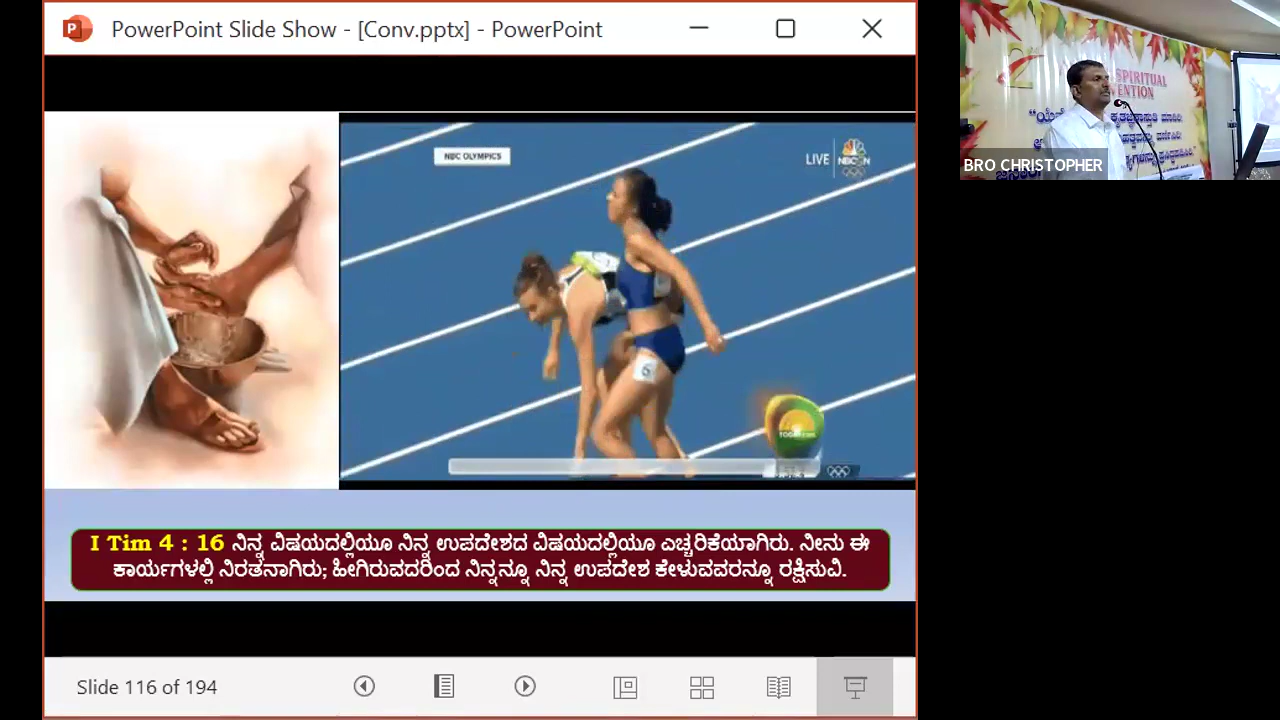 PowerPoint Slide Show - [Conv.pptx] - PowerPoint
NBC OLYMPICS
LIVE
SPIRITUAL
BRO CHRISTOPHER
I Tim 4 : 16 ನಿನ್ನ ವಿಷಯದಲ್ಲಿಯೂ ನಿನ್ನ ಉಪದೇಶದ ವಿಷಯದಲ್ಲಿಯೂ ಎಚ್ಚರಿಕೆಯಾಗಿರು. ನೀನು ಈ
ಕಾರ್ಯಗಳಲ್ಲಿ ನಿರತನಾಗಿರು; ಹೀಗಿರುವದರಿಂದ ನಿನ್ನನ್ನೂ ನಿನ್ನ ಉಪದೇಶ ಕೇಳುವವರನ್ನೂ ರಕ್ಷಿಸುವಿ.
Slide 116 of 194